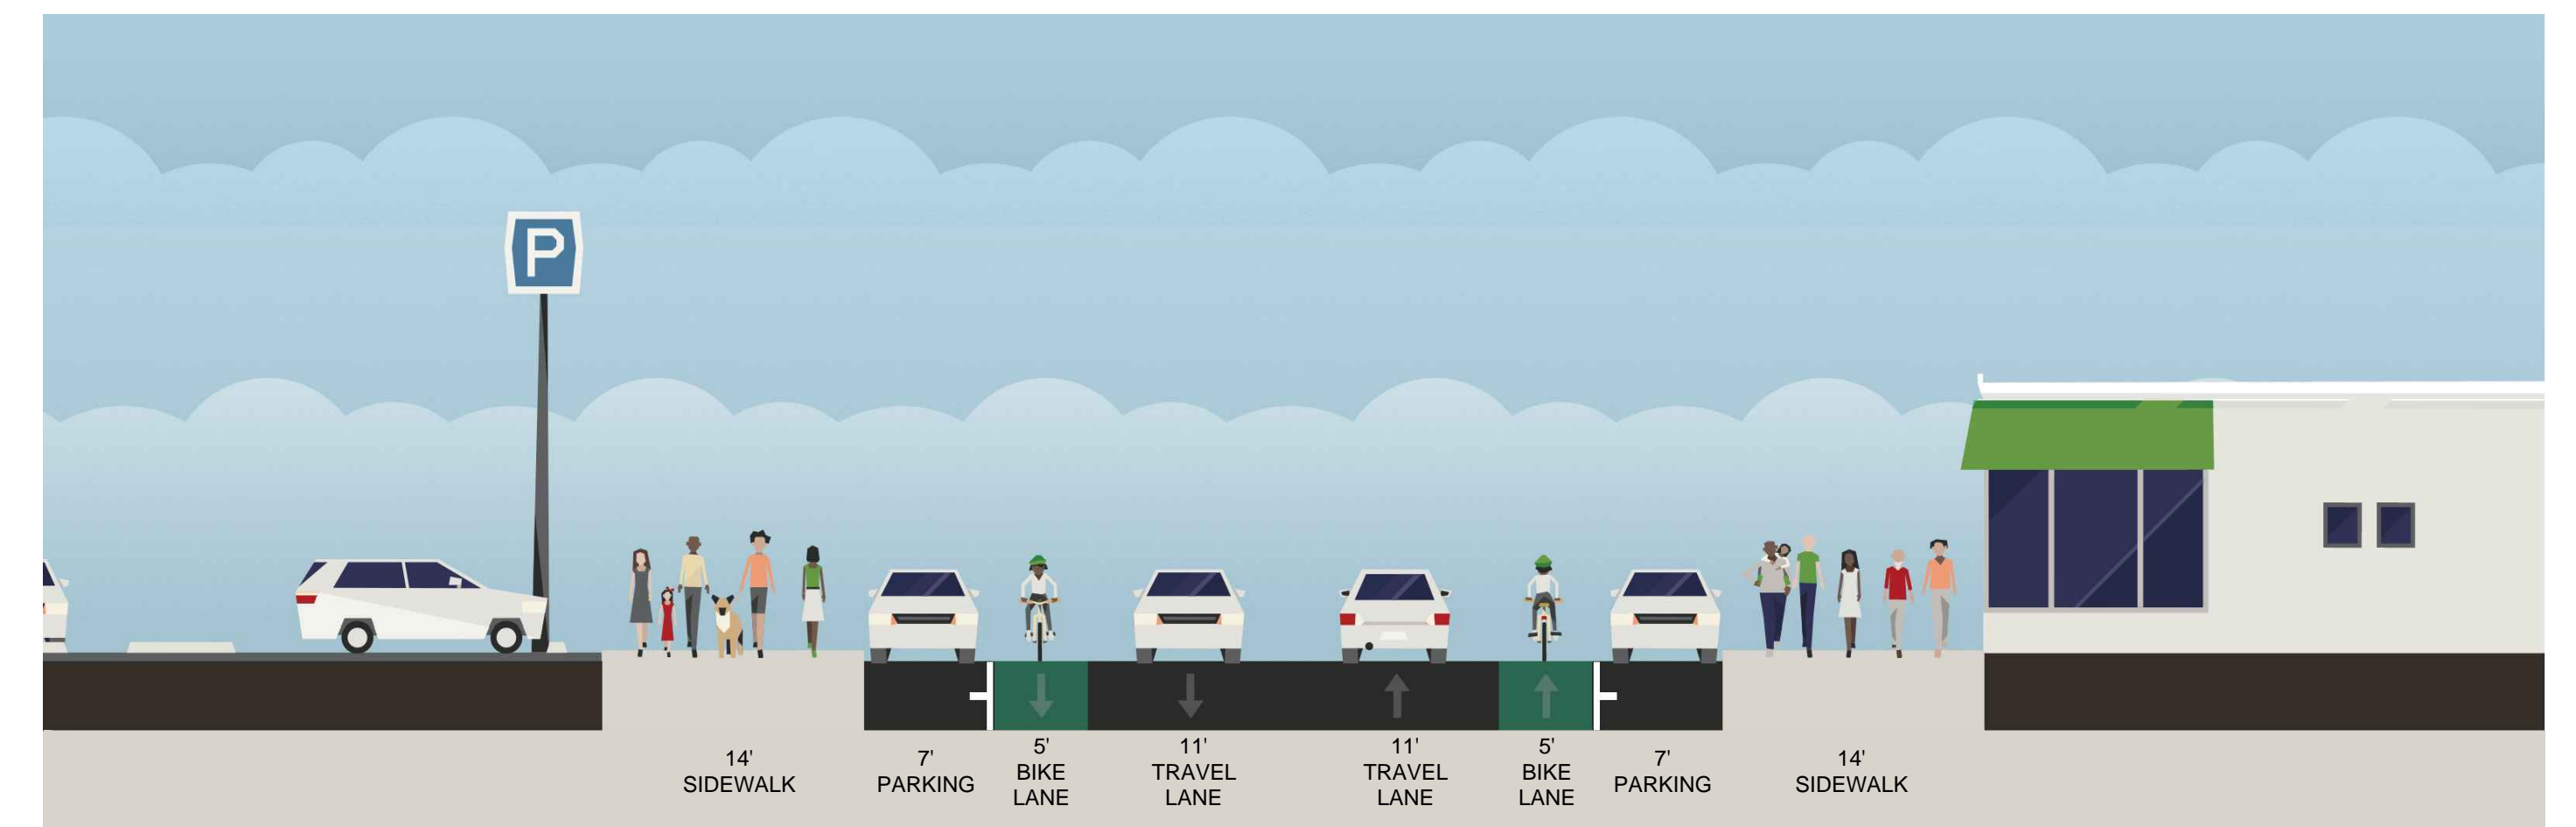 P
14'
SIDEWALK
7'
PARKING
5'
BIKE
LANE
11'
TRAVEL
LANE
11'
TRAVEL
LANE
5'
BIKE
LANE
7'
PARKING
14'
SIDEWALK